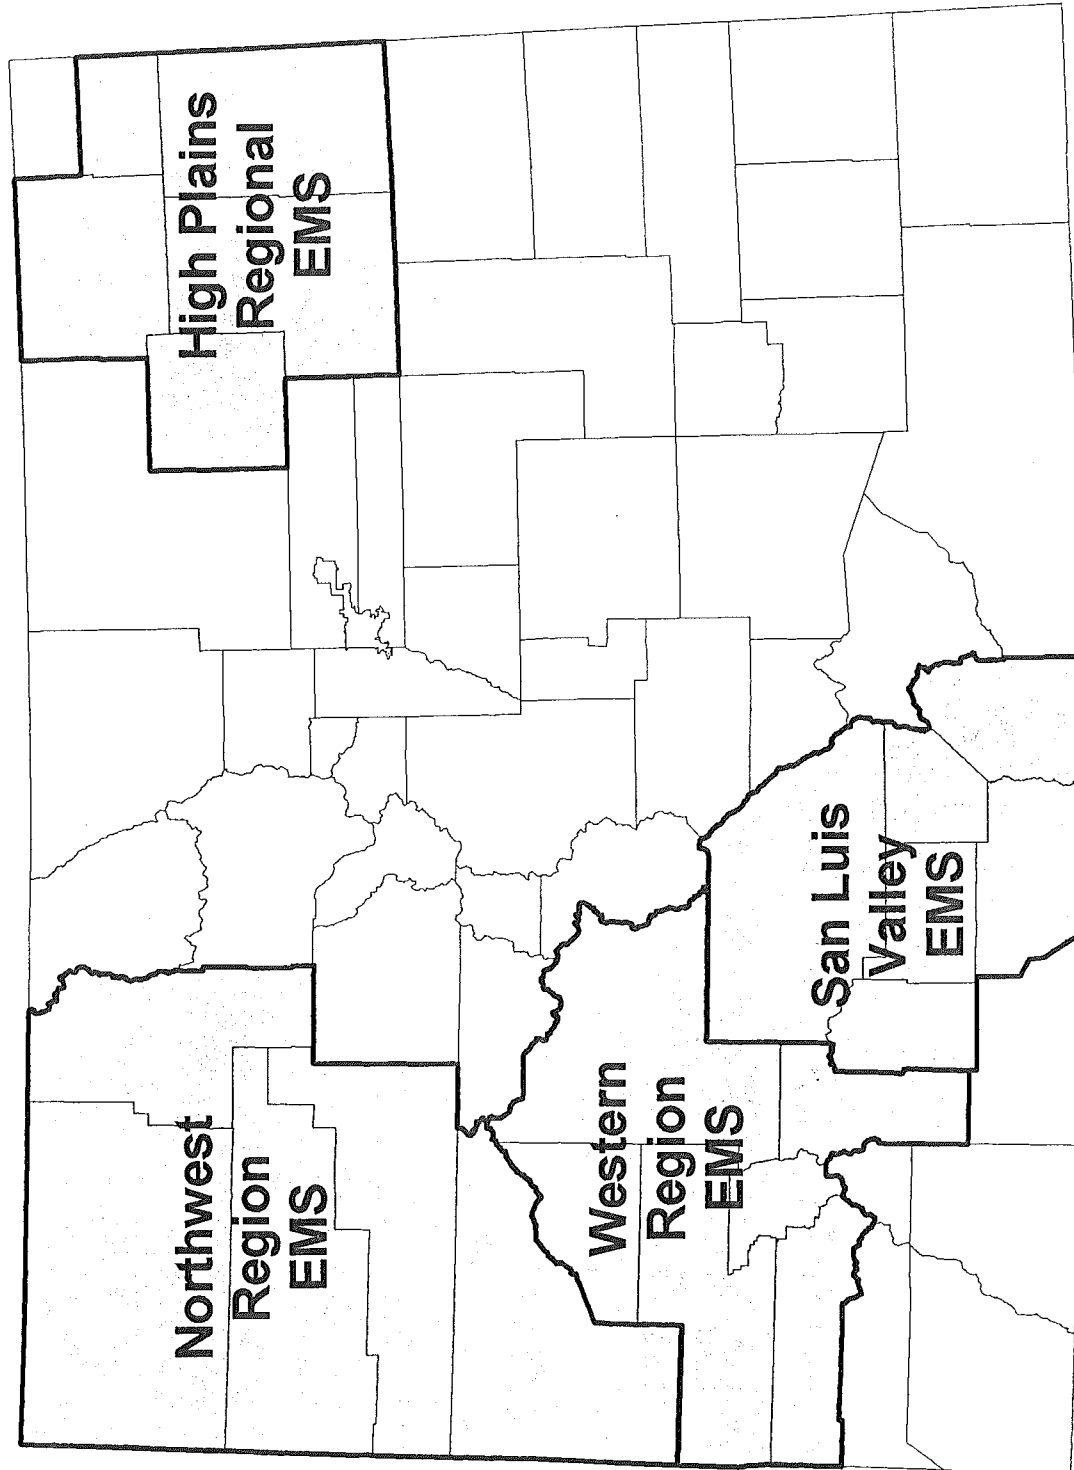 High Plains
Regional
EMS
Northwest
Region
EMS
Western
Region
EMS
San Luis
Valley
EMS